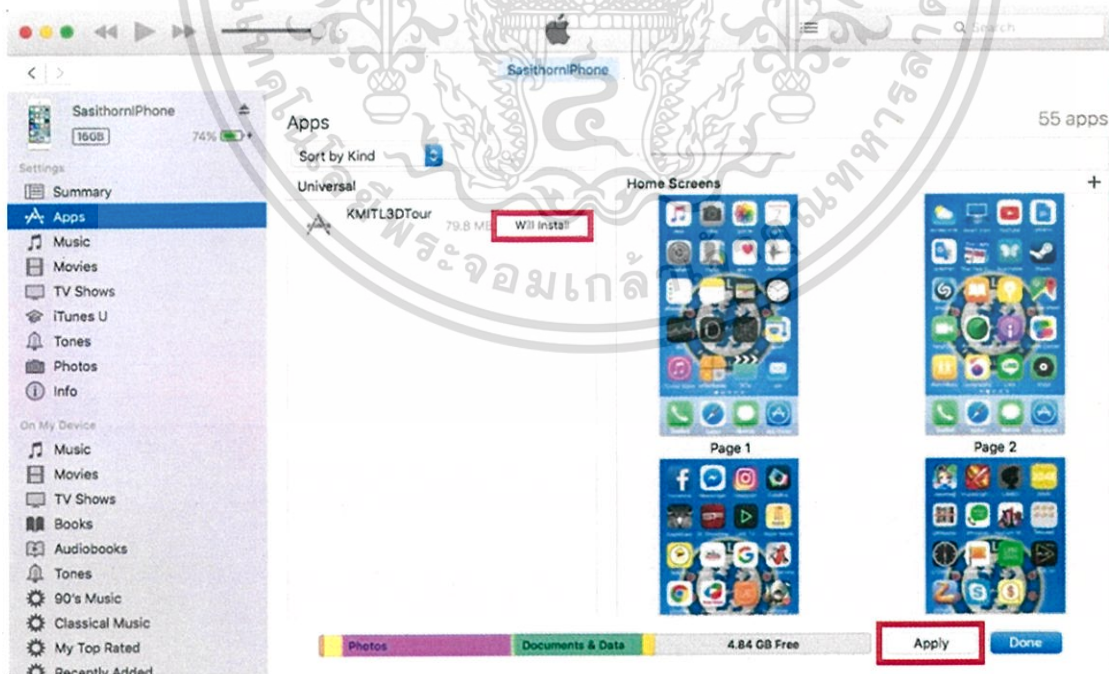 Search
SasithornIPhone
SasithornIPhone
16GB
74%
Settings
Summary
Apps
Music
Movies
TV Shows
iTunes U
Tones
Photos
Info
On My Device
Music
Movies
TV Shows
Books
Audiobooks
Tones
90's Music
Classical Music
My Top Rated
Recently Added
Apps
55 apps
Sort by Kind
Universal
KMITL3DTour
79.8 MB
Will Install
Home Screens
Page 1
Page 2
Photos
Documents & Data
4.84 GB Free
Apply
Done